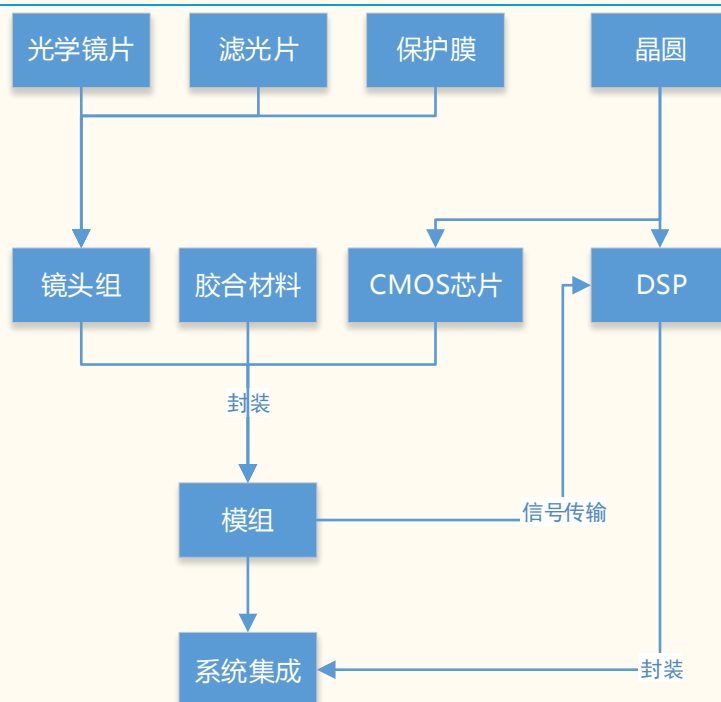 光学镜片
滤光片
保护膜
晶圆
镜头组
胶合材料
CMOS芯片
DSP
封装
模组
信号传输
系统集成
封装